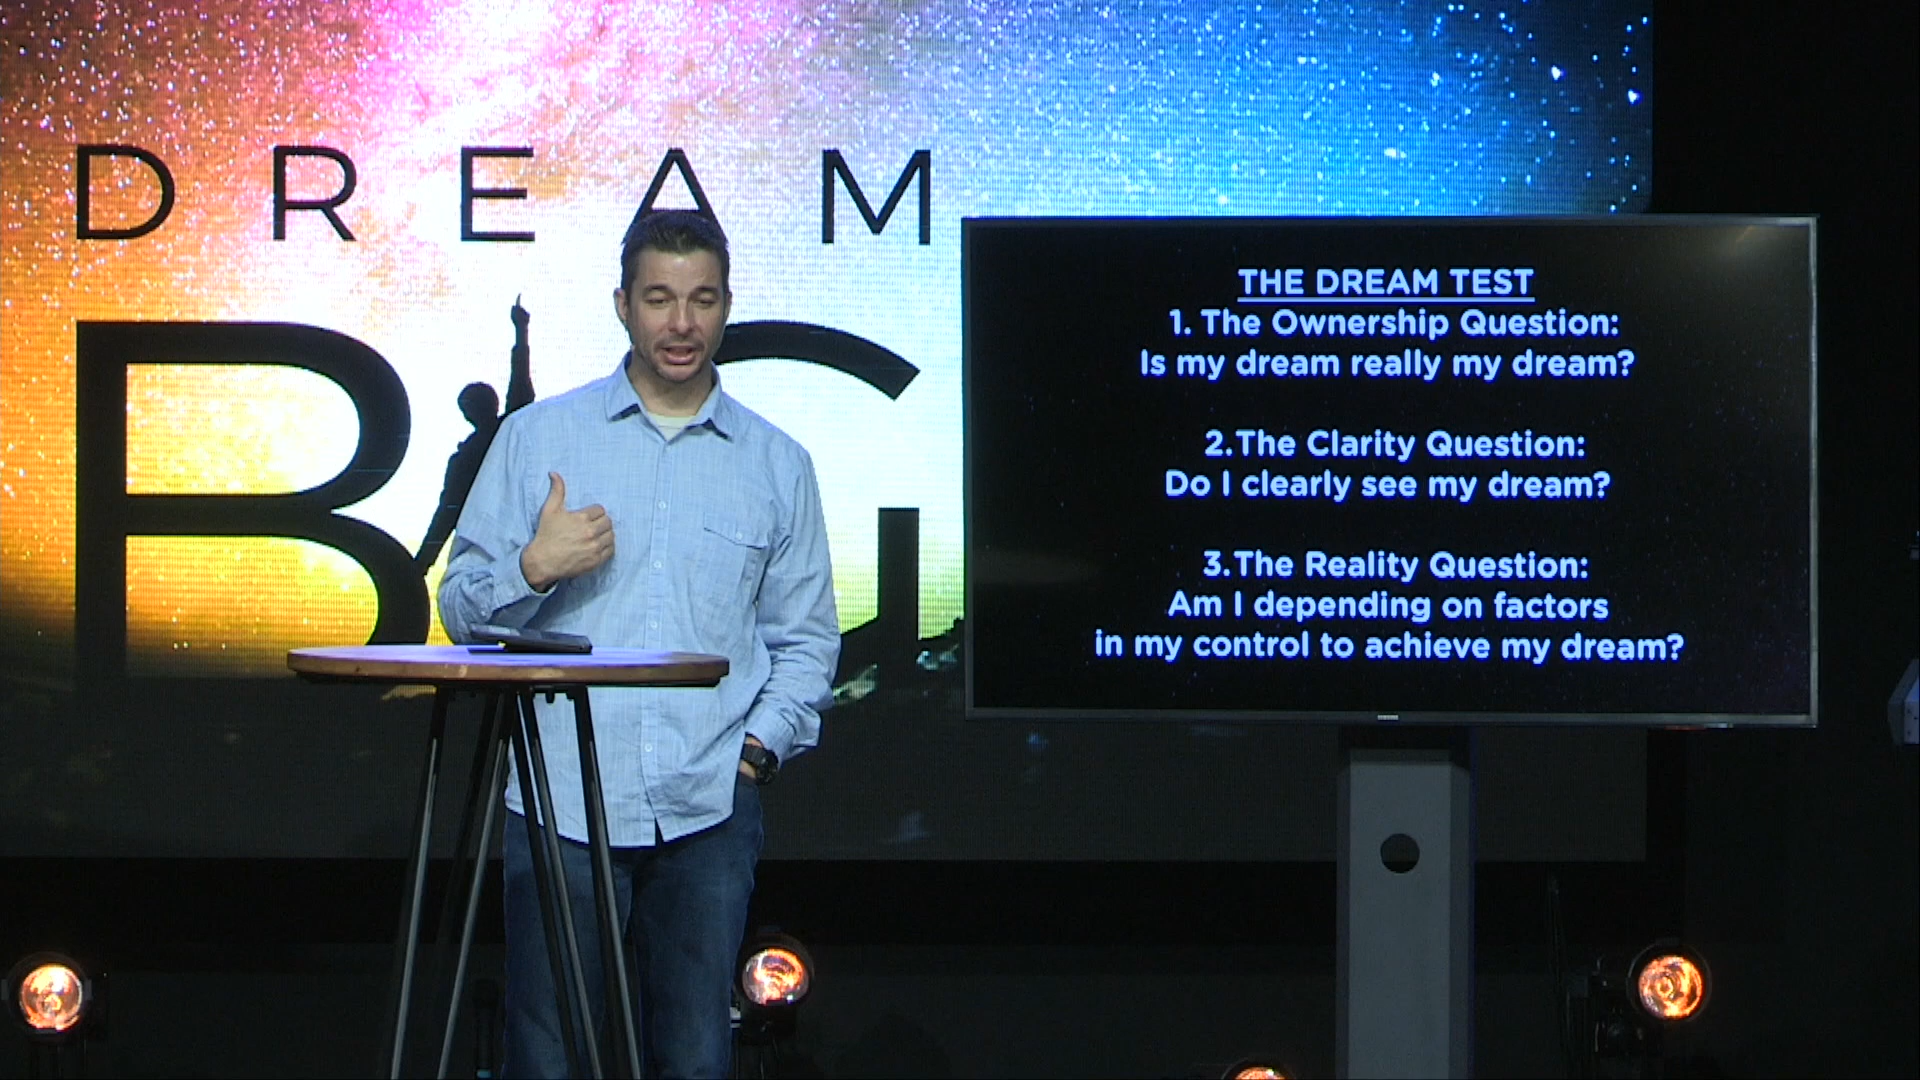 DREAM
BIG
THE DREAM TEST
1. The Ownership Question:
Is my dream really my dream?
2.The Clarity Question:
Do I clearly see my dream?
3.The Reality Question:
Am I depending on factors
in my control to achieve my dream?